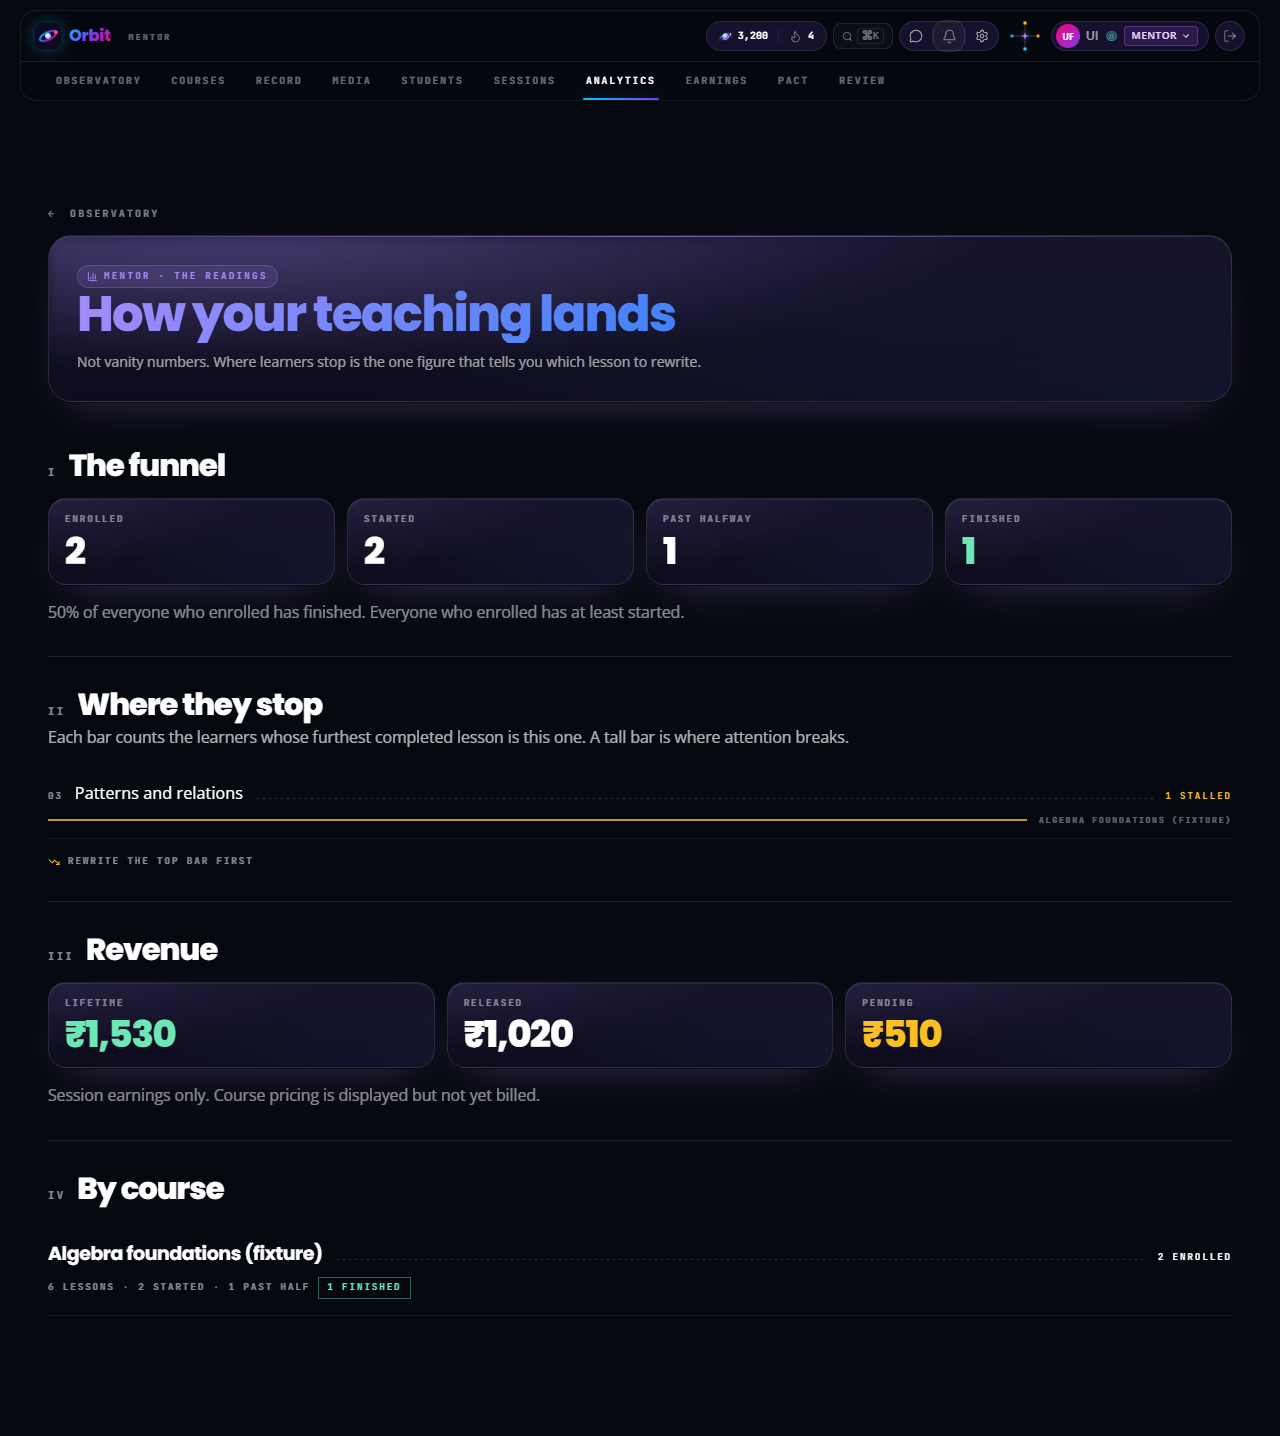 Orbit MENTOR 3,200 4 ⌘K UF UI MENTOR
OBSERVATORY COURSES RECORD MEDIA STUDENTS SESSIONS ANALYTICS EARNINGS PACT REVIEW
← OBSERVATORY
MENTOR · THE READINGS
How your teaching lands
Not vanity numbers. Where learners stop is the one figure that tells you which lesson to rewrite.
I The funnel
ENROLLED STARTED PAST HALFWAY FINISHED
2 2 1 1
50% of everyone who enrolled has finished. Everyone who enrolled has at least started.
II Where they stop
Each bar counts the learners whose furthest completed lesson is this one. A tall bar is where attention breaks.
03 Patterns and relations 1 STALLED
ALGEBRA FOUNDATIONS (FIXTURE)
REWRITE THE TOP BAR FIRST
III Revenue
LIFETIME RELEASED PENDING
₹1,530 ₹1,020 ₹510
Session earnings only. Course pricing is displayed but not yet billed.
IV By course
Algebra foundations (fixture) 2 ENROLLED
6 LESSONS · 2 STARTED · 1 PAST HALF 1 FINISHED